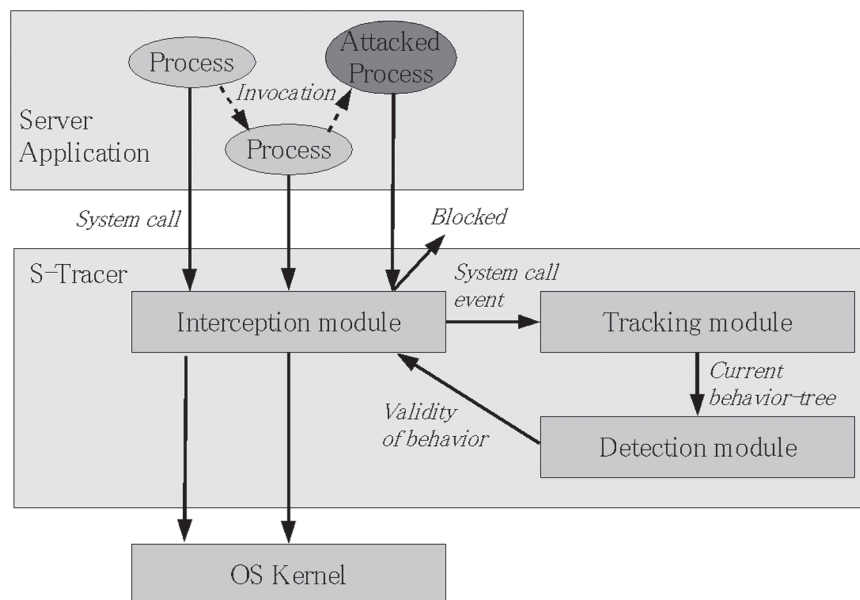 Process
Attacked
Process
Invocation
Process
Server
Application
System call
Blocked
S-Tracer
System call
event
Interception module
Tracking module
Current
behavior-tree
Validity
of behavior
Detection module
OS Kernel